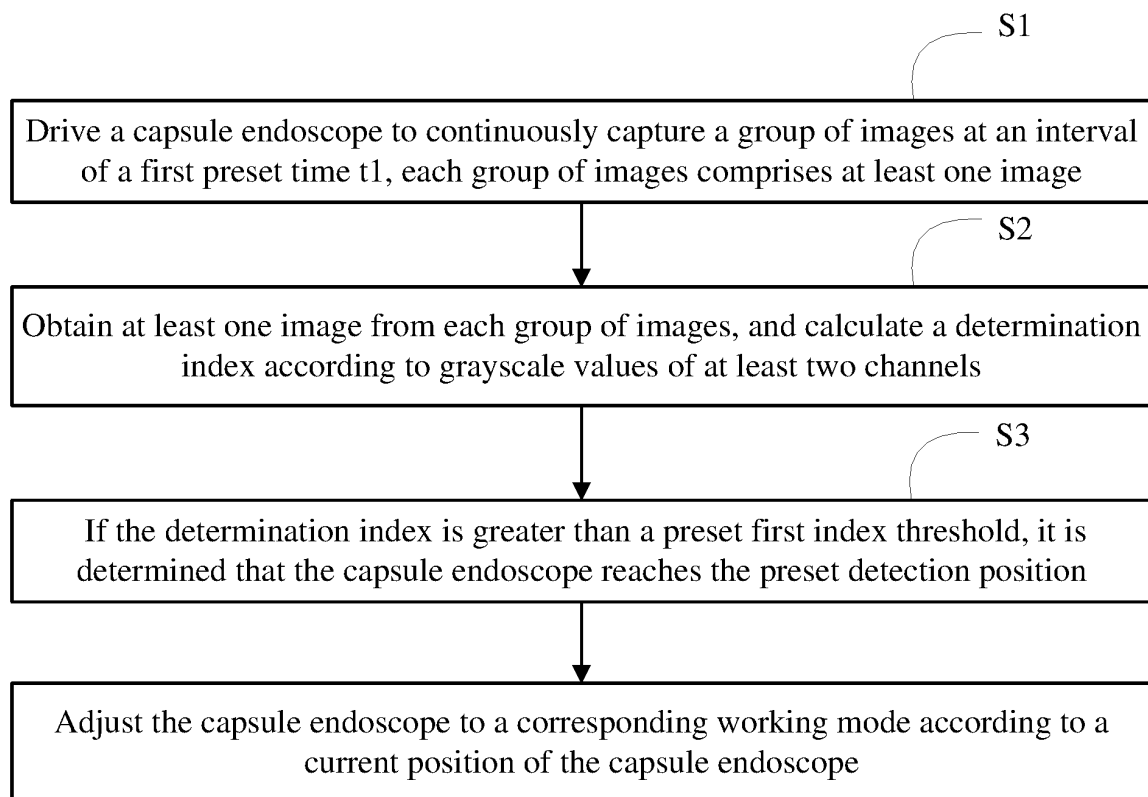 S1
Drive a capsule endoscope to continuously capture a group of images at an interval
of a first preset time t1, each group of images comprises at least one image
S2
Obtain at least one image from each group of images, and calculate a determination
index according to grayscale values of at least two channels
S3
If the determination index is greater than a preset first index threshold, it is
determined that the capsule endoscope reaches the preset detection position
Adjust the capsule endoscope to a corresponding working mode according to a
current position of the capsule endoscope